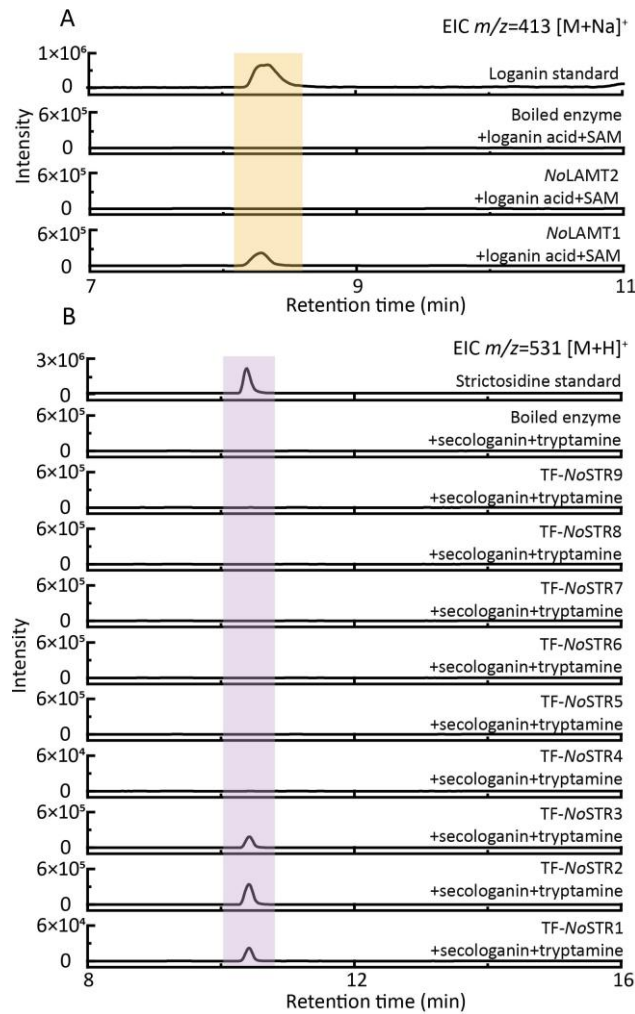 A
EIC m/z=413 [M+Na]⁺
1×10⁶
0
Loganin standard
6×10⁵
0
Boiled enzyme
+loganin acid+SAM
6×10⁵
0
NoLAMT2
+loganin acid+SAM
6×10⁵
0
NoLAMT1
+loganin acid+SAM
Intensity
7 9 11
Retention time (min)
B
EIC m/z=531 [M+H]⁺
3×10⁶
0
Strictosidine standard
6×10⁵
0
Boiled enzyme
+secologanin+tryptamine
6×10⁵
0
TF-NoSTR9
+secologanin+tryptamine
6×10⁵
0
TF-NoSTR8
+secologanin+tryptamine
6×10⁵
0
TF-NoSTR7
+secologanin+tryptamine
6×10⁵
0
TF-NoSTR6
+secologanin+tryptamine
6×10⁵
0
TF-NoSTR5
+secologanin+tryptamine
6×10⁴
0
TF-NoSTR4
+secologanin+tryptamine
6×10⁵
0
TF-NoSTR3
+secologanin+tryptamine
6×10⁵
0
TF-NoSTR2
+secologanin+tryptamine
6×10⁴
0
TF-NoSTR1
+secologanin+tryptamine
Intensity
8 12 16
Retention time (min)